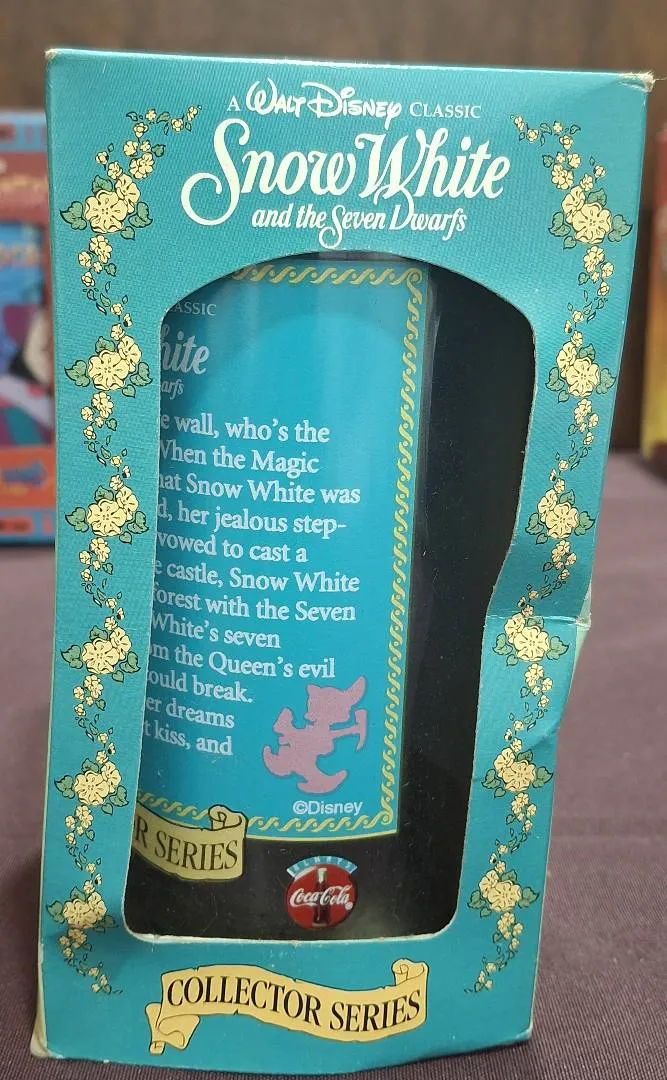 A WALT DISNEY CLASSIC
Snow White
and the Seven Dwarfs
ASSIC
hite
arfs
e wall, who's the
When the Magic
hat Snow White was
d, her jealous step-
vowed to cast a
e castle, Snow White
forest with the Seven
White's seven
m the Queen's evil
ould break.
er dreams
t kiss, and
©Disney
R SERIES
ALWAYS
Coca-Cola
COLLECTOR SERIES